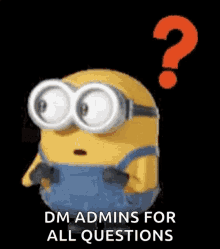 ?
DM ADMINS FOR
ALL QUESTIONS